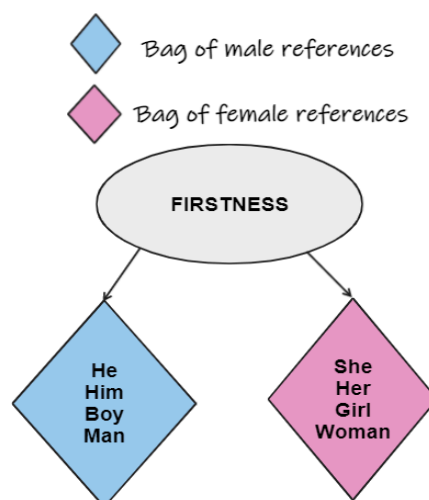 Bag of male references
Bag of female references
FIRSTNESS
He
Him
Boy
Man
She
Her
Girl
Woman